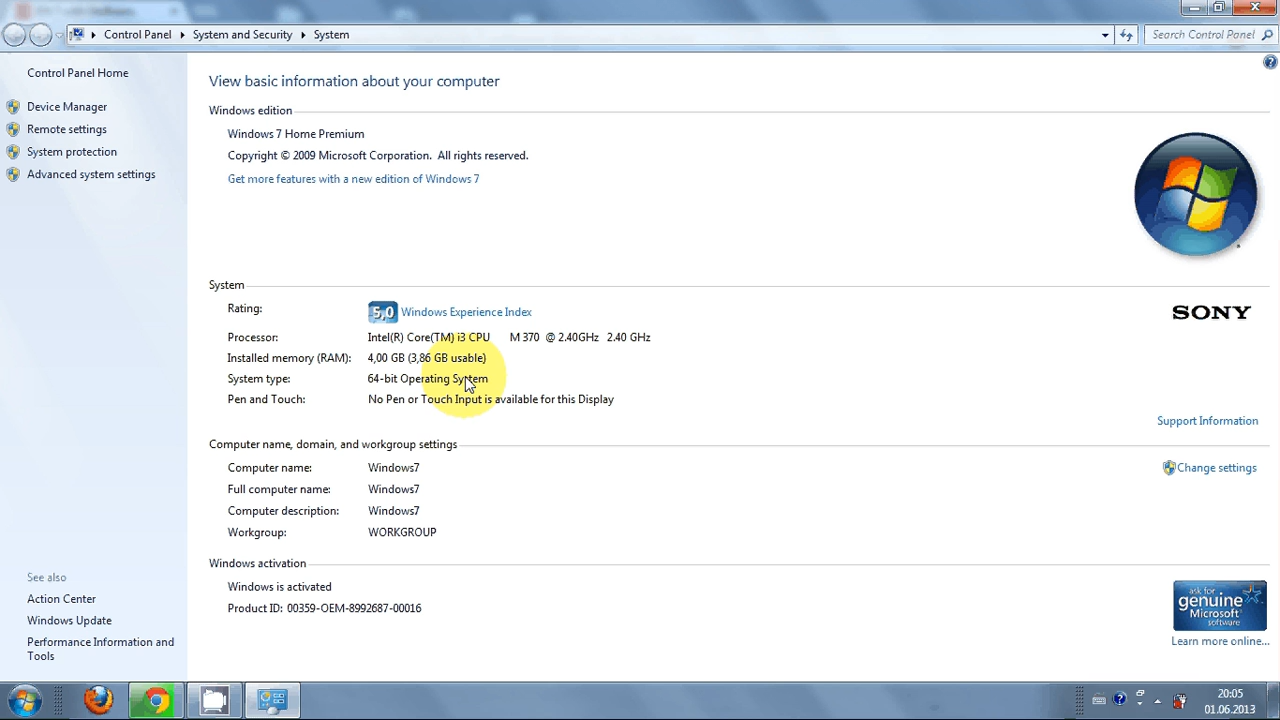 Control Panel System and Security System
Search Control Panel
Control Panel Home
Device Manager
Remote settings
System protection
Advanced system settings
View basic information about your computer
Windows edition
Windows 7 Home Premium
Copyright © 2009 Microsoft Corporation. All rights reserved.
Get more features with a new edition of Windows 7
System
Rating: 5,0 Windows Experience Index
SONY
Processor: Intel(R) Core(TM) i3 CPU M 370 @ 2.40GHz 2.40 GHz
Installed memory (RAM): 4,00 GB (3,86 GB usable)
System type: 64-bit Operating System
Pen and Touch: No Pen or Touch Input is available for this Display
Support Information
Computer name, domain, and workgroup settings
Computer name: Windows7
Change settings
Full computer name: Windows7
Computer description: Windows7
Workgroup: WORKGROUP
Windows activation
Windows is activated
Product ID: 00359-OEM-8992687-00016
ask for
genuine
Microsoft
software
Learn more online...
See also
Action Center
Windows Update
Performance Information and
Tools
20:05
01.06.2013